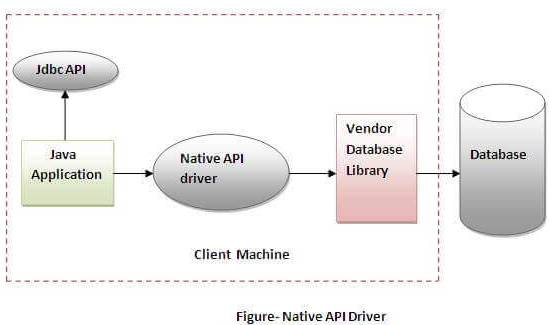 Jdbc API
Java
Application
Native API
driver
Vendor
Database
Library
Database
Client Machine
Figure- Native API Driver